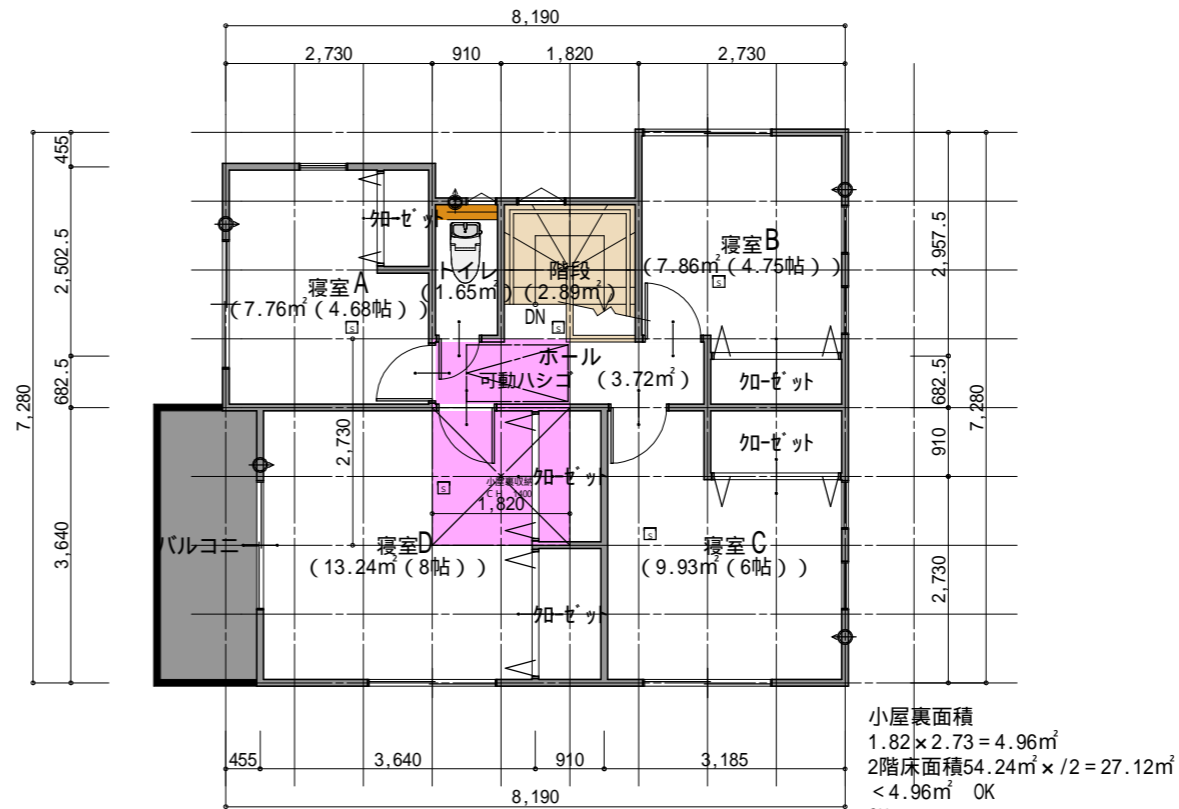 8,190
2,730 910 1,820 2,730
455
2,502.5
682.5
3,640
7,280
2,957.5
682.5
910
2,730
7,280
クローゼット
寝室A
(7.76㎡(4.68帖))
トイレ
(1.65㎡)
階段
(2.89㎡)
DN
寝室B
(7.86㎡(4.75帖))
ホール
(3.72㎡)
可動ハシゴ
クローゼット
クローゼット
2,730
小屋裏収納
CH 1400
1,820
クローゼット
クローゼット
バルコニー
寝室D
(13.24㎡(8帖))
寝室C
(9.93㎡(6帖))
S
S
S
S
S
455 3,640 910 3,185
8,190
小屋裏面積
1.82×2.73=4.96㎡
2階床面積54.24㎡×/2=27.12㎡
<4.96㎡ OK